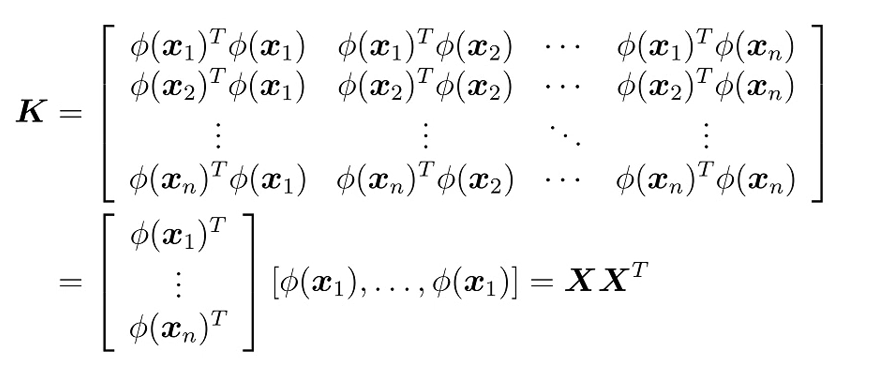 K = [ ϕ(x₁)ᵀϕ(x₁) ϕ(x₁)ᵀϕ(x₂) ⋯ ϕ(x₁)ᵀϕ(xₙ)
ϕ(x₂)ᵀϕ(x₁) ϕ(x₂)ᵀϕ(x₂) ⋯ ϕ(x₂)ᵀϕ(xₙ)
⋮ ⋮ ⋱ ⋮
ϕ(xₙ)ᵀϕ(x₁) ϕ(xₙ)ᵀϕ(x₂) ⋯ ϕ(xₙ)ᵀϕ(xₙ) ]
= [ ϕ(x₁)ᵀ
⋮
ϕ(xₙ)ᵀ ] [ϕ(x₁), …, ϕ(x₁)] = XXᵀ